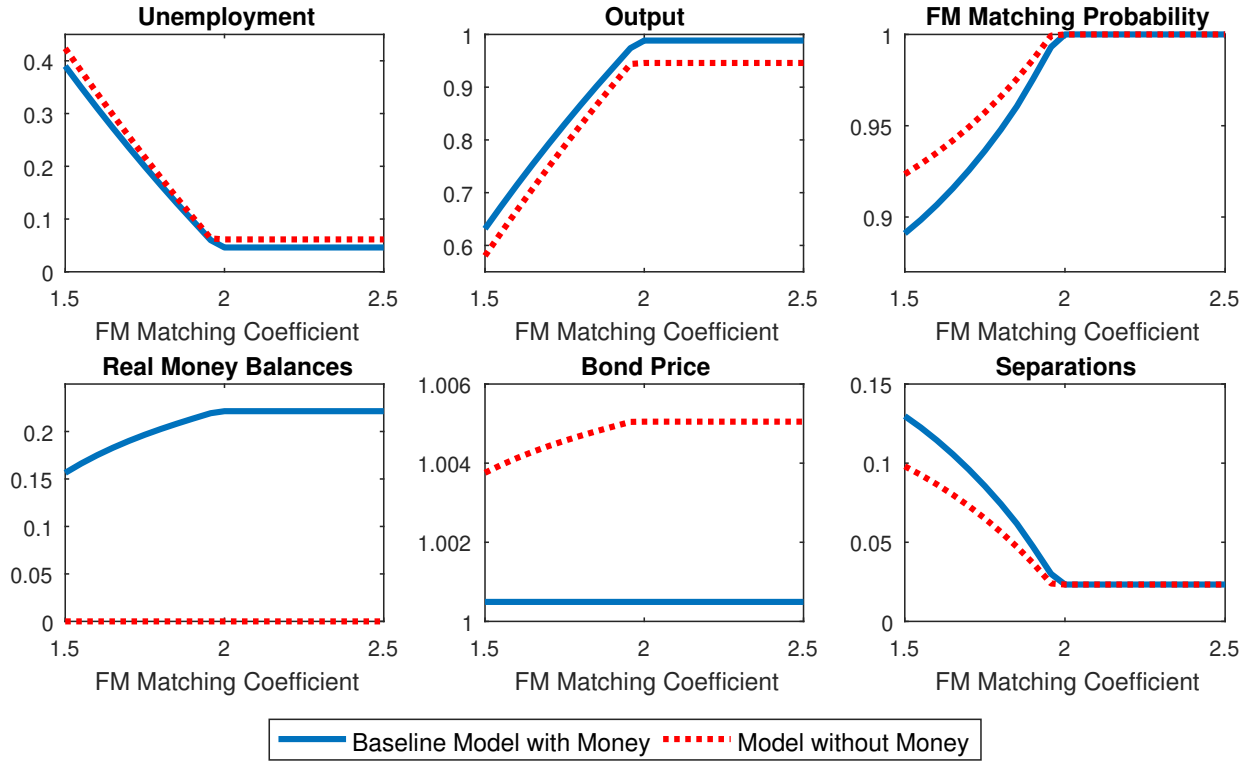 Unemployment
0.4
0.3
0.2
0.1
0
1.5 2 2.5
FM Matching Coefficient
Output
1
0.9
0.8
0.7
0.6
1.5 2 2.5
FM Matching Coefficient
FM Matching Probability
1
0.95
0.9
1.5 2 2.5
FM Matching Coefficient
Real Money Balances
0.2
0.15
0.1
0.05
0
1.5 2 2.5
FM Matching Coefficient
Bond Price
1.006
1.004
1.002
1
1.5 2 2.5
FM Matching Coefficient
Separations
0.15
0.1
0.05
0
1.5 2 2.5
FM Matching Coefficient
Baseline Model with Money Model without Money